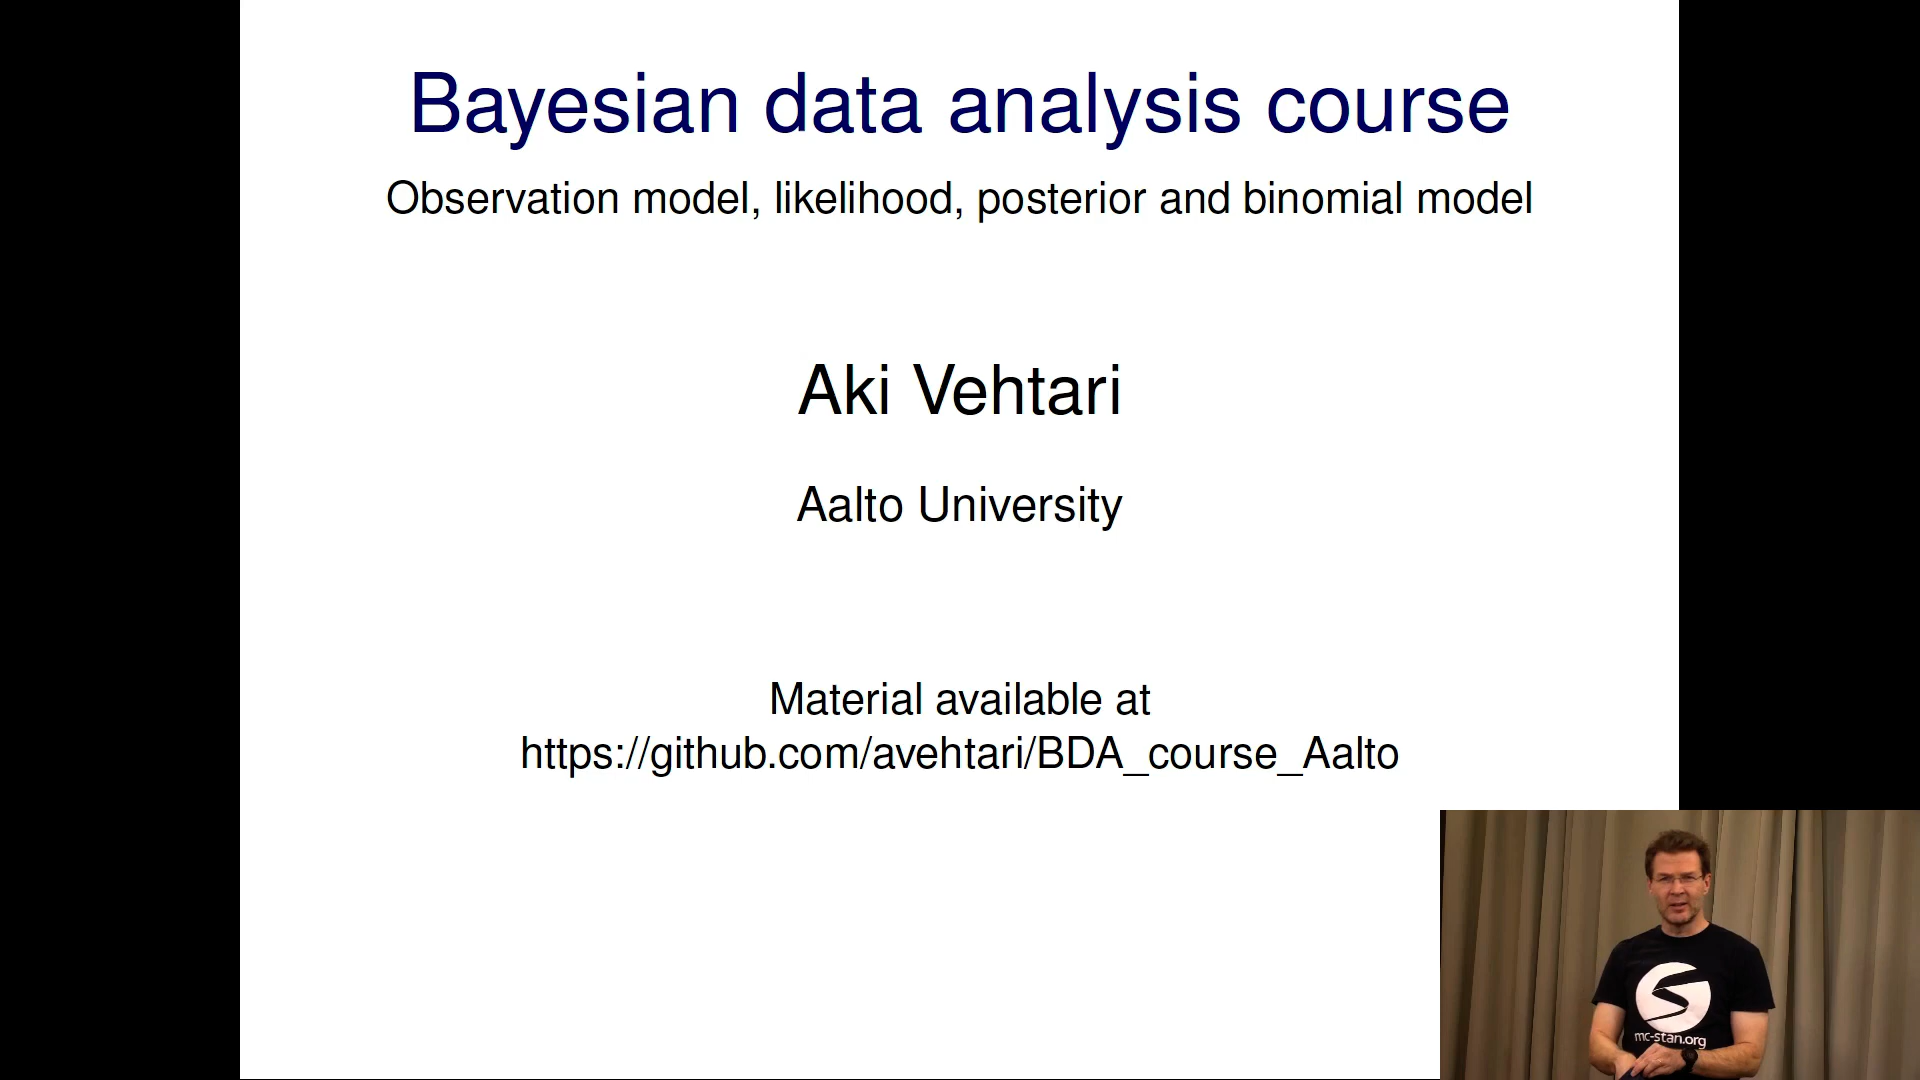 Bayesian data analysis course
Observation model, likelihood, posterior and binomial model
Aki Vehtari
Aalto University
Material available at
https://github.com/avehtari/BDA_course_Aalto
mc-stan.org